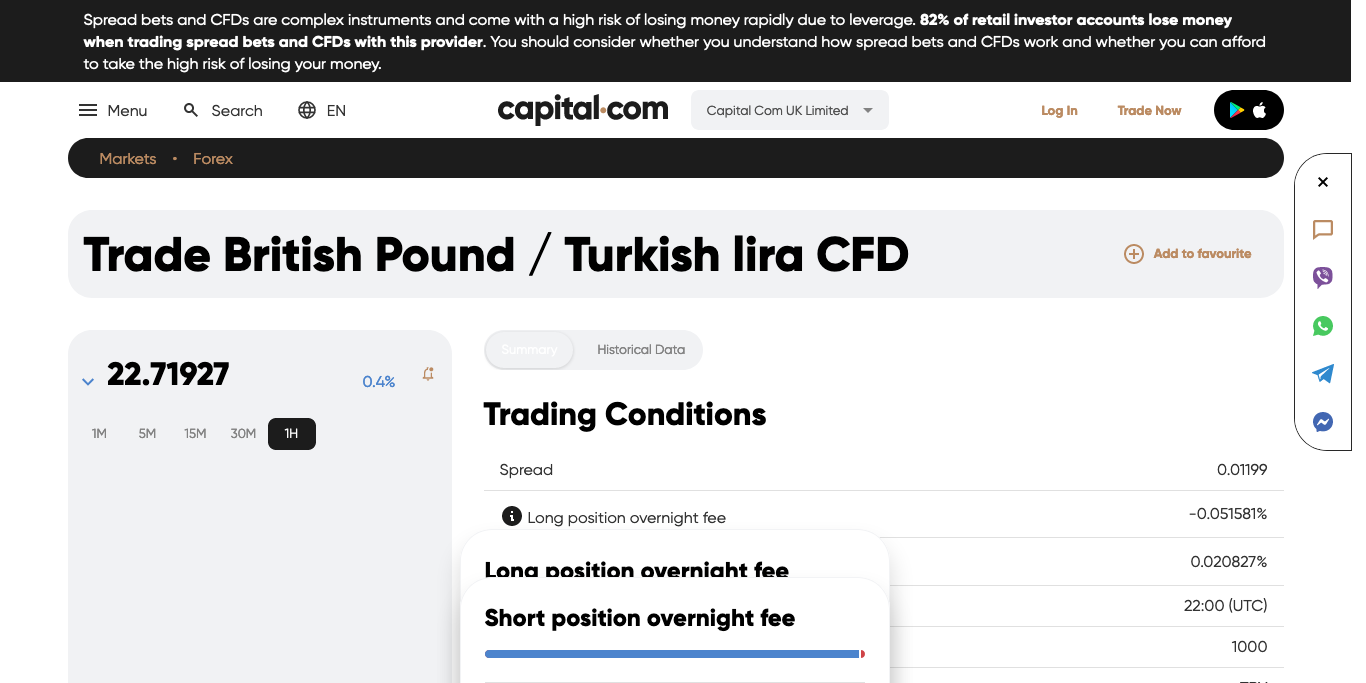 Spread bets and CFDs are complex instruments and come with a high risk of losing money rapidly due to leverage. 82% of retail investor accounts lose money
when trading spread bets and CFDs with this provider. You should consider whether you understand how spread bets and CFDs work and whether you can afford
to take the high risk of losing your money.
Menu
Search
EN
capital.com
Capital Com UK Limited
Log In
Trade Now
Markets • Forex
Trade British Pound / Turkish lira CFD
Add to favourite
22.71927
0.4%
1M 5M 15M 30M 1H
Summary
Historical Data
Trading Conditions
Spread 0.01199
Long position overnight fee -0.051581%
0.020827%
22:00 (UTC)
1000
Long position overnight fee
Short position overnight fee